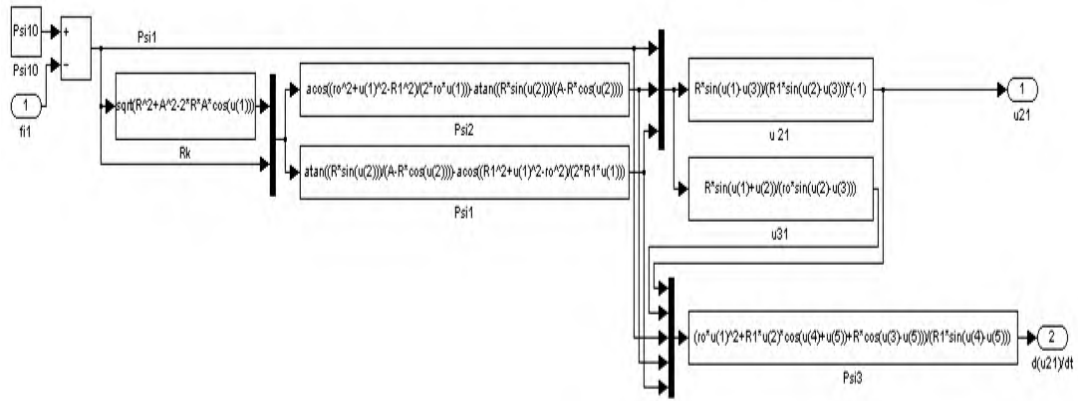 Psi10
Psi10
+
−
1
fi1
Psi1
sqrt(R^2+A^2-2*R*A*cos(u(1)))
Rk
acos((ro^2+u(1)^2-R1^2)/(2*ro*u(1)))-atan((R*sin(u(2)))/(A-R*cos(u(2))))
Psi2
atan((R*sin(u(2)))/(A-R*cos(u(2))))-acos((R1^2+u(1)^2-ro^2)/(2*R1*u(1)))
Psi1
R*sin(u(1)-u(3))/(R1*sin(u(2)-u(3)))*(-1)
u 21
R*sin(u(1)+u(2))/(ro*sin(u(2)-u(3)))
u31
(ro*u(1)^2+R1*u(2)*cos(u(4)+u(5))+R*cos(u(3)-u(5)))/(R1*sin(u(4)-u(5)))
Psi3
1
u21
2
d(u21)/dt